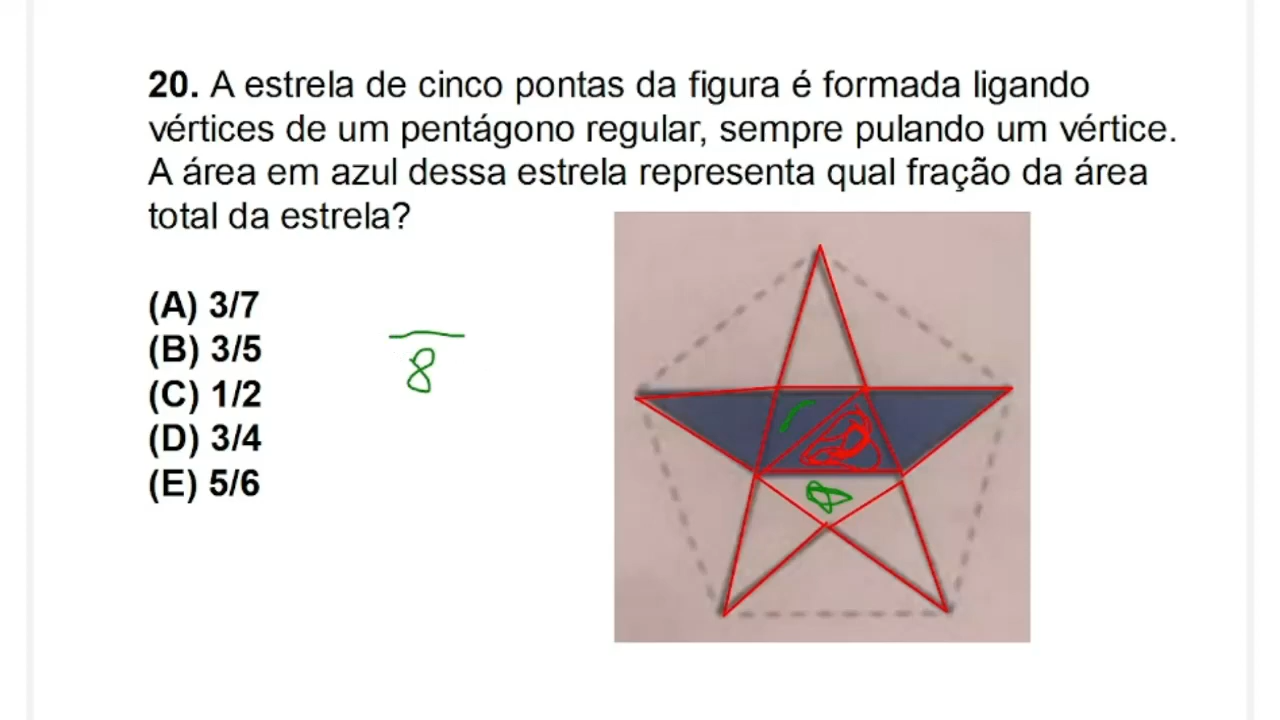 20. A estrela de cinco pontas da figura é formada ligando
vértices de um pentágono regular, sempre pulando um vértice.
A área em azul dessa estrela representa qual fração da área
total da estrela?
(A) 3/7
(B) 3/5
(C) 1/2
(D) 3/4
(E) 5/6
8